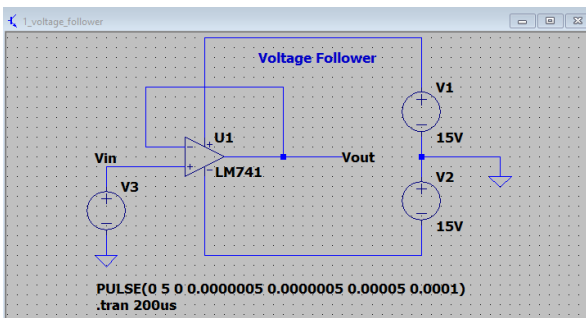 1_voltage_follower
Voltage Follower
V1
15V
U1
LM741
Vin
Vout
V3
V2
15V
PULSE(0 5 0 0.0000005 0.0000005 0.00005 0.0001)
.tran 200us